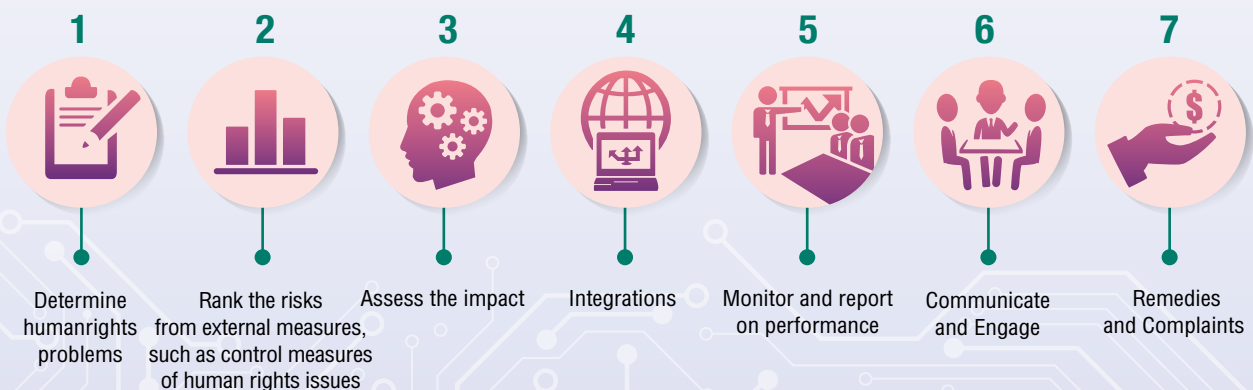 1
2
3
4
5
6
7
$
Determine
humanrights
problems
Rank the risks
from external measures,
such as control measures
of human rights issues
Assess the impact
Integrations
Monitor and report
on performance
Communicate
and Engage
Remedies
and Complaints